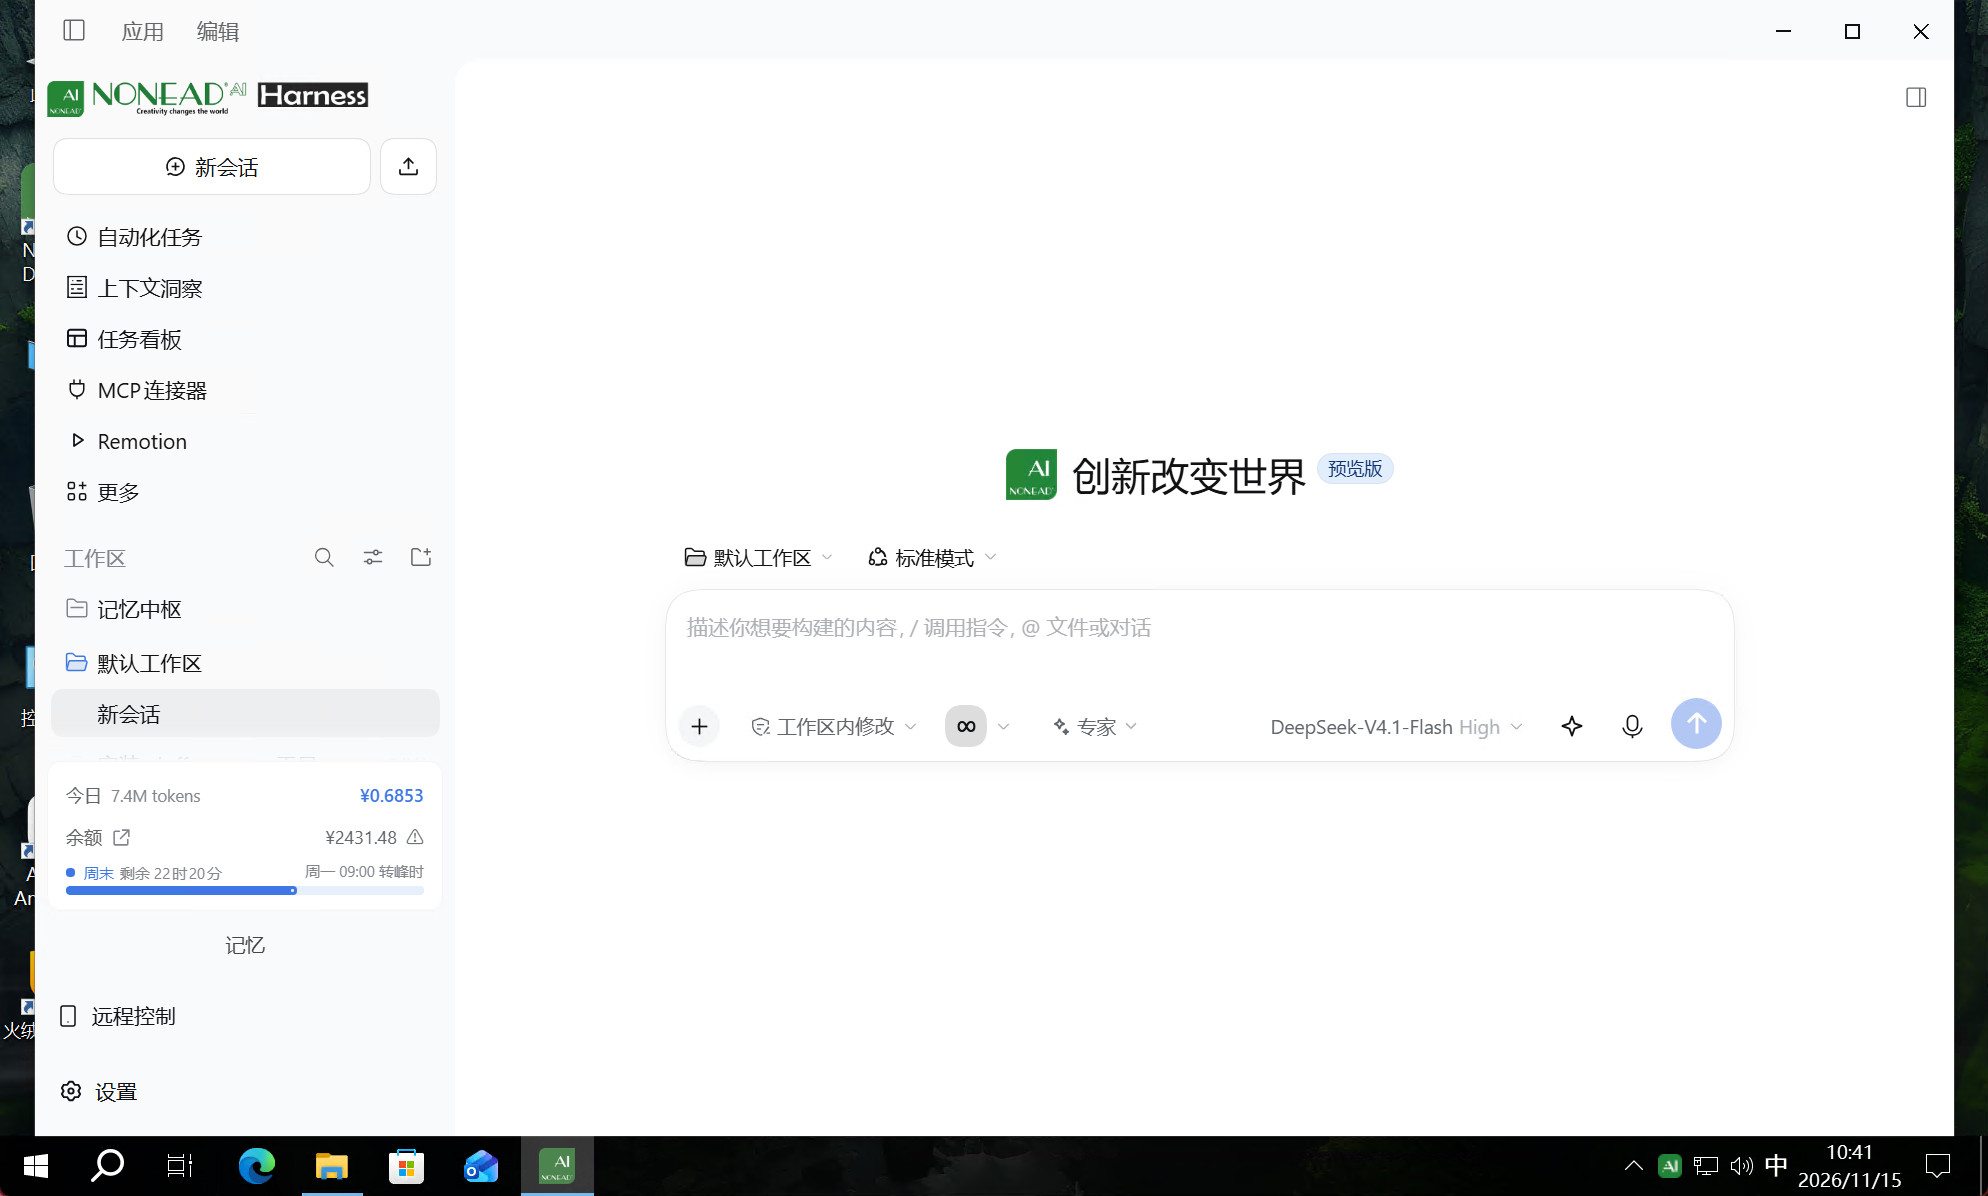 应用 编辑
AI NONEAD NONEAD® AI Harness
Creativity changes the world
新会话
自动化任务
上下文洞察
任务看板
MCP连接器
Remotion
更多
工作区
记忆中枢
默认工作区
新会话
今日 7.4M tokens ¥0.6853
余额 ¥2431.48
周末 剩余 22时20分 周一 09:00 转峰时
记忆
远程控制
设置
AI NONEAD 创新改变世界 预览版
默认工作区 标准模式
描述你想要构建的内容, / 调用指令, @ 文件或对话
工作区内修改 专家 DeepSeek-V4.1-Flash High
N
D
控
A
An
火绒
AI NONEAD
AI 中 10:41
2026/11/15